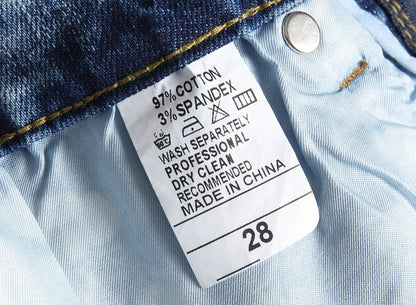 97% COTTON
3% SPANDEX
WASH SEPARATELY
PROFESSIONAL
DRY CLEAN
RECOMMENDED
MADE IN CHINA
28